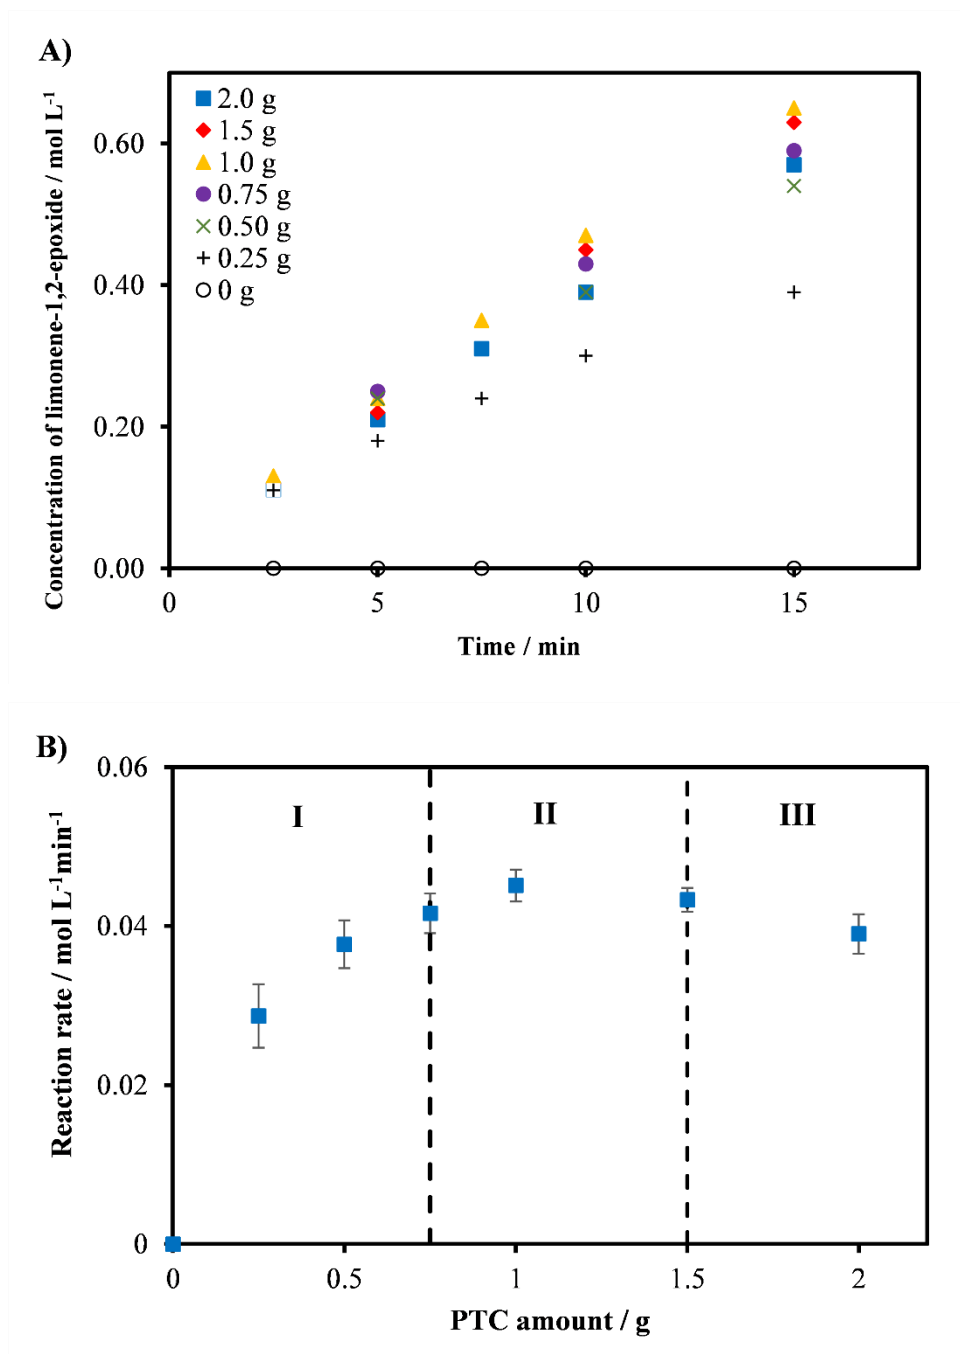 A)
Concentration of limonene-1,2-epoxide / mol L⁻¹
2.0 g
1.5 g
1.0 g
0.75 g
0.50 g
0.25 g
0 g
0.60
0.40
0.20
0.00
0 5 10 15
Time / min
B)
Reaction rate / mol L⁻¹min⁻¹
0.06
I II III
0.04
0.02
0
0 0.5 1 1.5 2
PTC amount / g